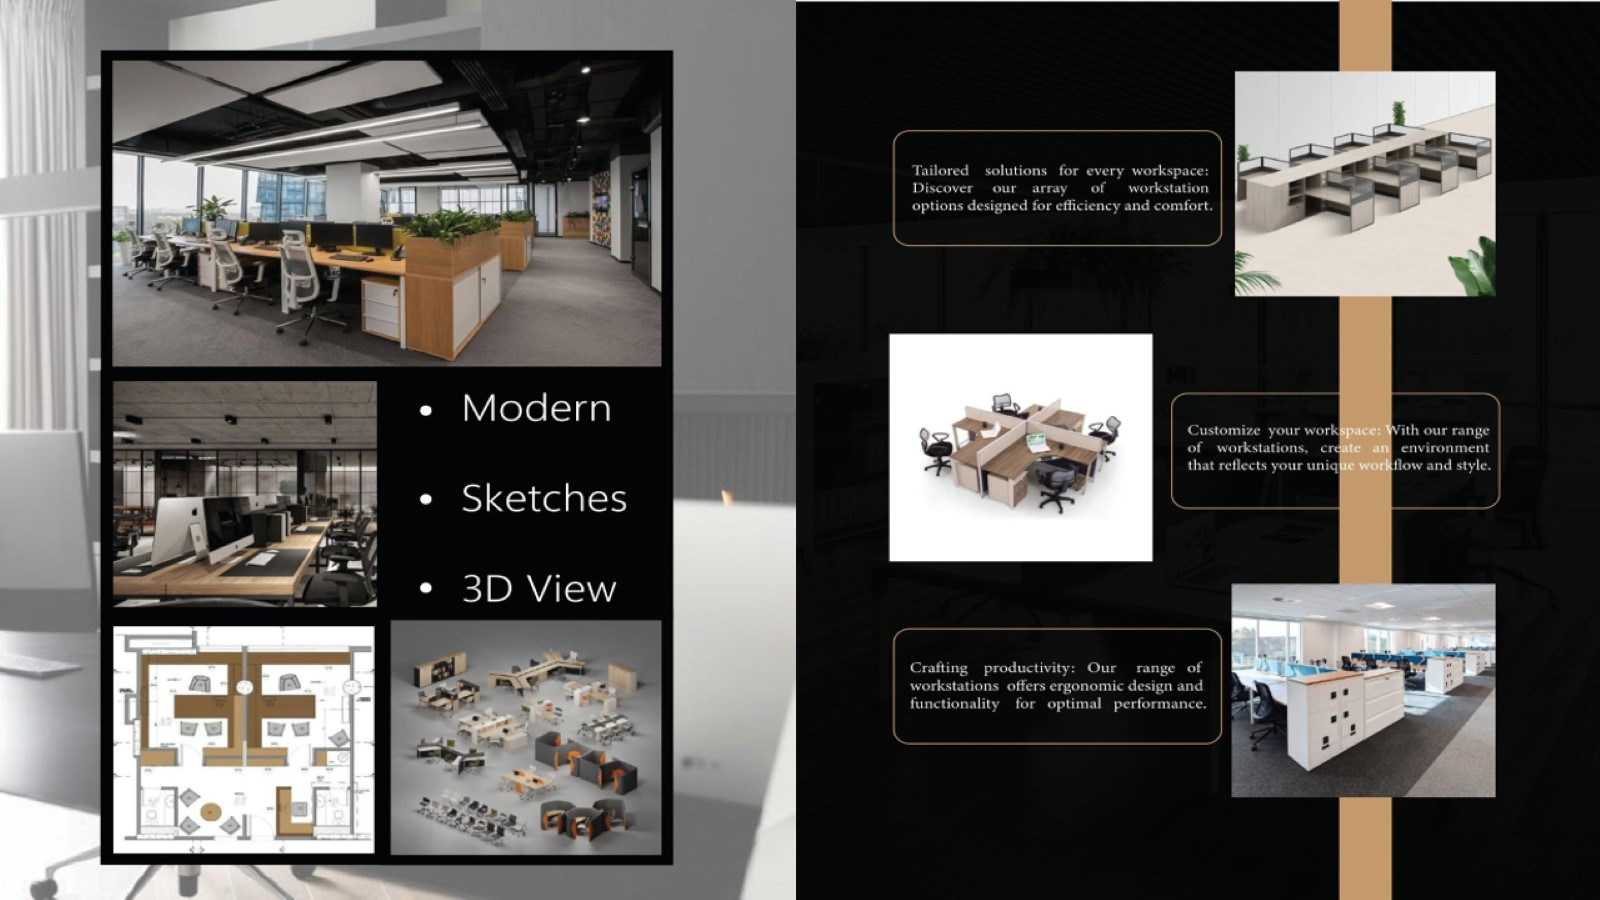 Modern
Sketches
3D View
Tailored solutions for every workspace:
Discover our array of workstation
options designed for efficiency and comfort.
Customize your workspace: With our range
of workstations, create an environment
that reflects your unique workflow and style.
Crafting productivity: Our range of
workstations offers ergonomic design and
functionality for optimal performance.